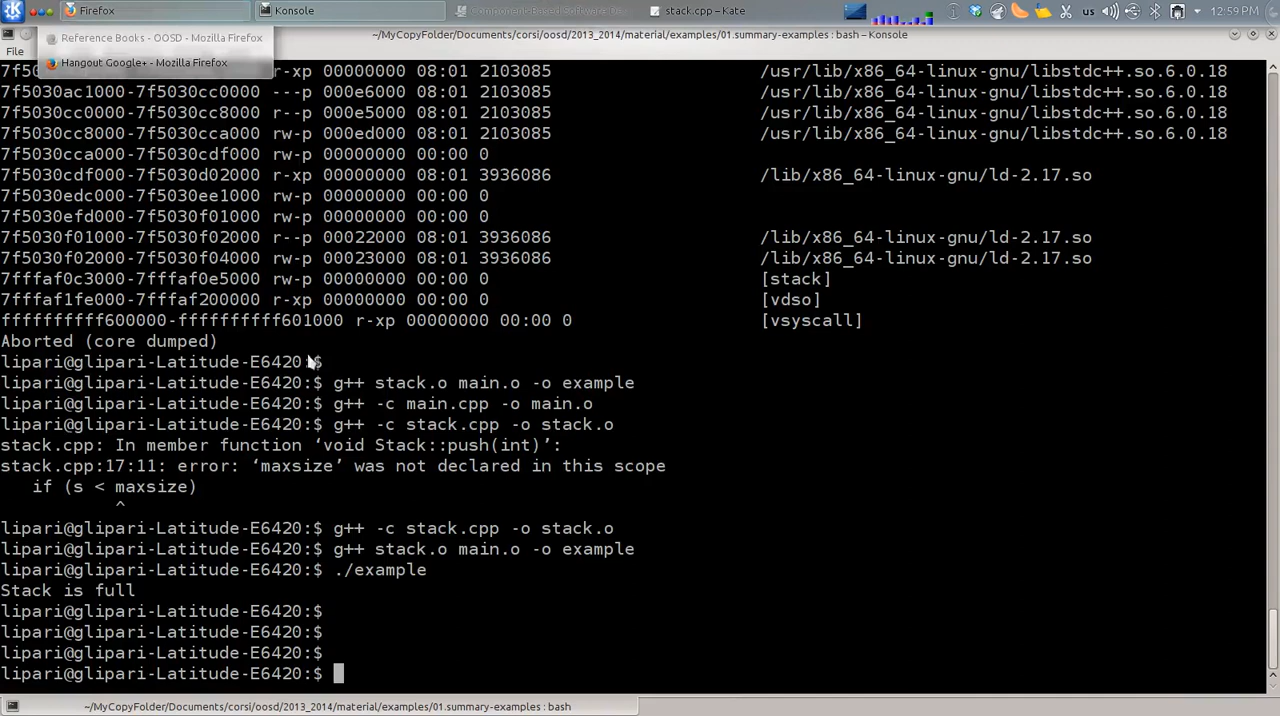 Firefox
Konsole
Component-Based Software De
stack.cpp – Kate
us
12:59 PM
Reference Books - OOSD - Mozilla Firefox
Hangout Google+ - Mozilla Firefox
~/MyCopyFolder/Documents/corsi/oosd/2013_2014/material/examples/01.summary-examples : bash – Konsole
File
r-xp 00000000 08:01 2103085 /usr/lib/x86_64-linux-gnu/libstdc++.so.6.0.18
7f5030ac1000-7f5030cc0000 ---p 000e6000 08:01 2103085 /usr/lib/x86_64-linux-gnu/libstdc++.so.6.0.18
7f5030cc0000-7f5030cc8000 r--p 000e5000 08:01 2103085 /usr/lib/x86_64-linux-gnu/libstdc++.so.6.0.18
7f5030cc8000-7f5030cca000 rw-p 000ed000 08:01 2103085 /usr/lib/x86_64-linux-gnu/libstdc++.so.6.0.18
7f5030cca000-7f5030cdf000 rw-p 00000000 00:00 0
7f5030cdf000-7f5030d02000 r-xp 00000000 08:01 3936086 /lib/x86_64-linux-gnu/ld-2.17.so
7f5030edc000-7f5030ee1000 rw-p 00000000 00:00 0
7f5030efd000-7f5030f01000 rw-p 00000000 00:00 0
7f5030f01000-7f5030f02000 r--p 00022000 08:01 3936086 /lib/x86_64-linux-gnu/ld-2.17.so
7f5030f02000-7f5030f04000 rw-p 00023000 08:01 3936086 /lib/x86_64-linux-gnu/ld-2.17.so
7fffaf0c3000-7fffaf0e5000 rw-p 00000000 00:00 0 [stack]
7fffaf1fe000-7fffaf200000 r-xp 00000000 00:00 0 [vdso]
ffffffffff600000-ffffffffff601000 r-xp 00000000 00:00 0 [vsyscall]
Aborted (core dumped)
lipari@glipari-Latitude-E6420:$
lipari@glipari-Latitude-E6420:$ g++ stack.o main.o -o example
lipari@glipari-Latitude-E6420:$ g++ -c main.cpp -o main.o
lipari@glipari-Latitude-E6420:$ g++ -c stack.cpp -o stack.o
stack.cpp: In member function ‘void Stack::push(int)’:
stack.cpp:17:11: error: ‘maxsize’ was not declared in this scope
if (s < maxsize)
^
lipari@glipari-Latitude-E6420:$ g++ -c stack.cpp -o stack.o
lipari@glipari-Latitude-E6420:$ g++ stack.o main.o -o example
lipari@glipari-Latitude-E6420:$ ./example
Stack is full
lipari@glipari-Latitude-E6420:$
lipari@glipari-Latitude-E6420:$
lipari@glipari-Latitude-E6420:$
lipari@glipari-Latitude-E6420:$
~/MyCopyFolder/Documents/corsi/oosd/2013_2014/material/examples/01.summary-examples : bash